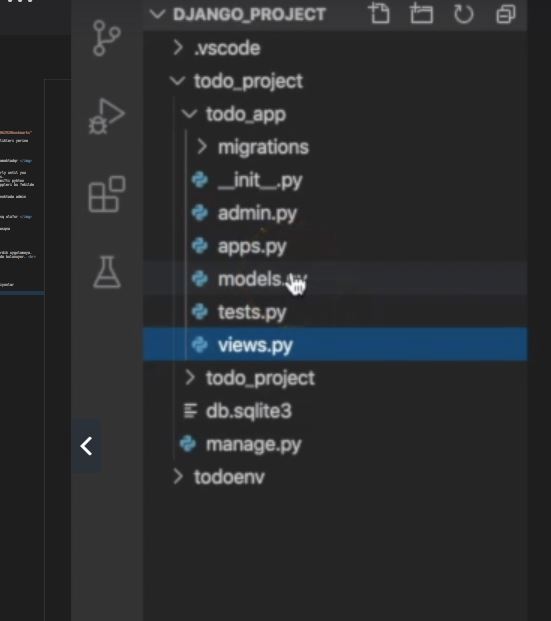 DJANGO_PROJECT
.vscode
todo_project
todo_app
migrations
__init__.py
admin.py
apps.py
models.py
tests.py
views.py
todo_project
db.sqlite3
manage.py
todoenv